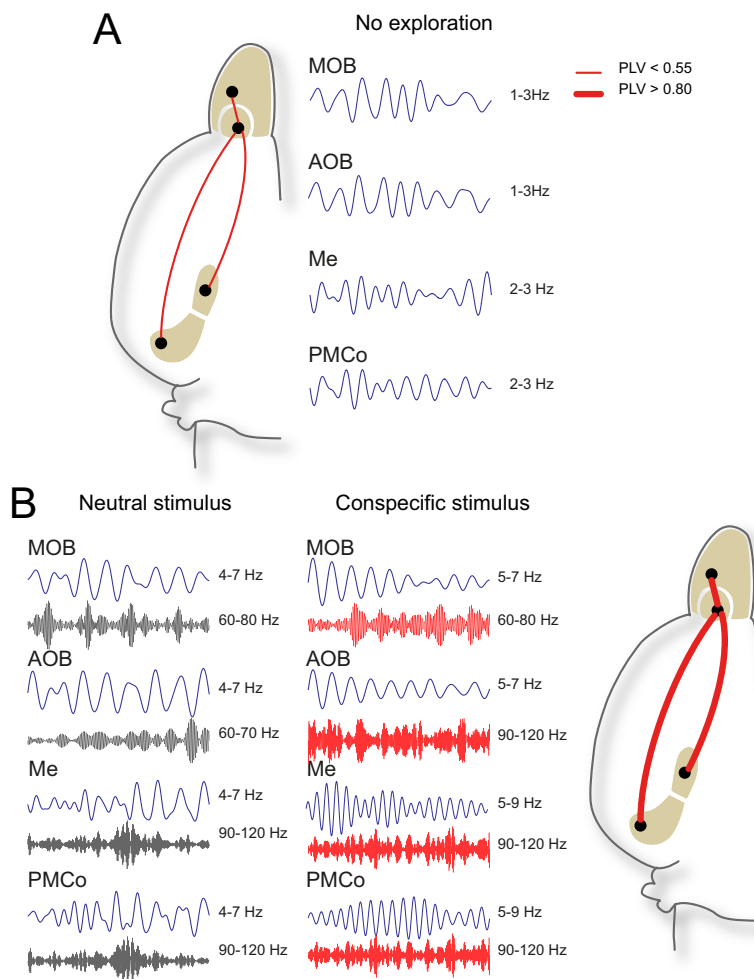 A
No exploration
MOB
1-3Hz
PLV < 0.55
PLV > 0.80
AOB
1-3Hz
Me
2-3 Hz
PMCo
2-3 Hz
B
Neutral stimulus
MOB
4-7 Hz
60-80 Hz
AOB
4-7 Hz
60-70 Hz
Me
4-7 Hz
90-120 Hz
PMCo
4-7 Hz
90-120 Hz
Conspecific stimulus
MOB
5-7 Hz
60-80 Hz
AOB
5-7 Hz
90-120 Hz
Me
5-9 Hz
90-120 Hz
PMCo
5-9 Hz
90-120 Hz